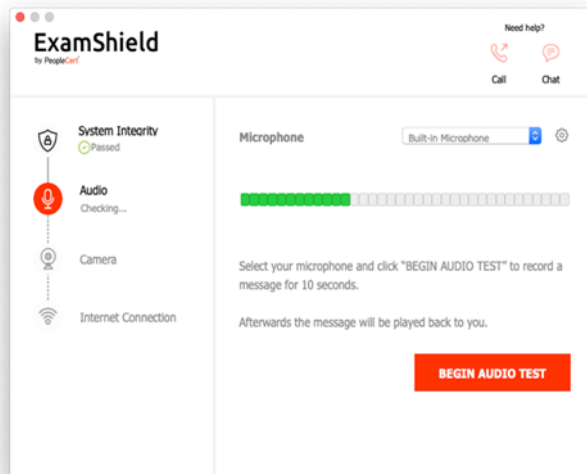 Need help?
ExamShield
by PeopleCert
Call
Chat
System Integrity
Passed
Audio
Checking...
Camera
Internet Connection
Microphone
Built-in Microphone
Select your microphone and click "BEGIN AUDIO TEST" to record a
message for 10 seconds.
Afterwards the message will be played back to you.
BEGIN AUDIO TEST